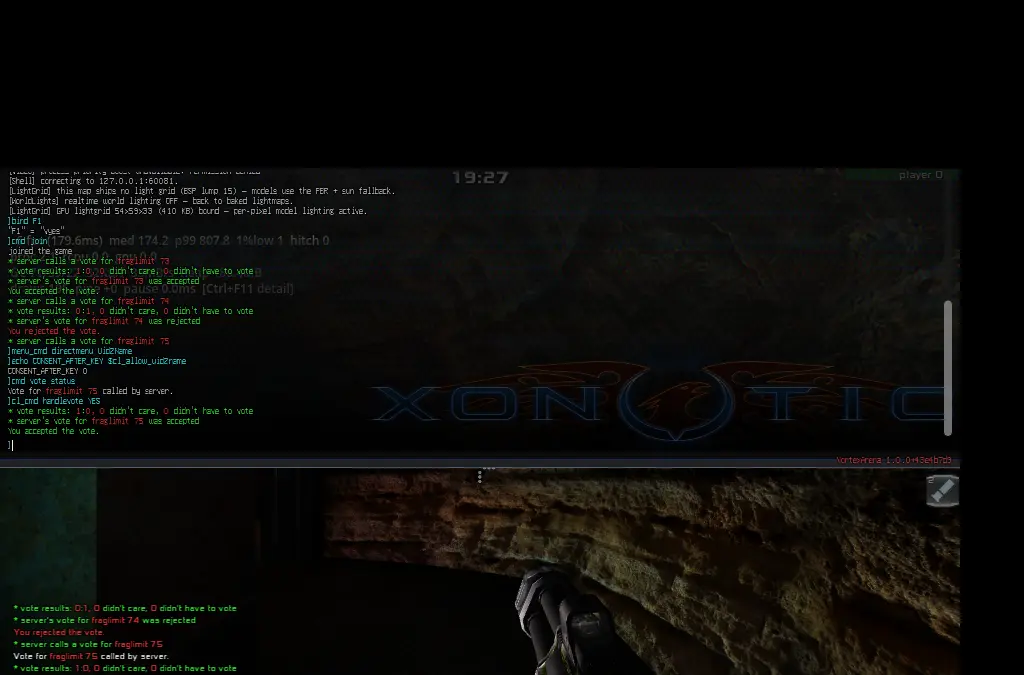 [Shell] connecting to 127.0.0.1:60081.
19:27
player 0
[LightGrid] this map ships no light grid (BSP lump 15) — models use the PER + sun fallback.
[WorldLights] realtime world lighting OFF — back to baked lightmaps.
[LightGrid] GPU lightgrid 54×59×33 (410 KB) bound — per-pixel model lighting active.
]bind F1
"F1" = "vyes"
]cmd join
(179.6ms) med 174.2 p99 807.8 1%low 1 hitch 0
joined the game
* server calls a vote for fraglimit 73
* vote results: 1:0, 0 didn't care, 0 didn't have to vote
* server's vote for fraglimit 73 was accepted
You accepted the vote.
+0 pause 0.0ms [Ctrl+F11 detail]
* server calls a vote for fraglimit 74
* vote results: 0:1, 0 didn't care, 0 didn't have to vote
* server's vote for fraglimit 74 was rejected
You rejected the vote.
* server calls a vote for fraglimit 75
]menu_cmd directmenu Uid2Name
]echo CONSENT_AFTER_KEY $cl_allow_uid2name
CONSENT_AFTER_KEY 0
]cmd vote status
Vote for fraglimit 75 called by server.
]cl_cmd hardlevote YES
* vote results: 1:0, 0 didn't care, 0 didn't have to vote
* server's vote for fraglimit 75 was accepted
You accepted the vote.
]
XONOTIC
VortexArena 1.0.0+43e4b7d9
2
* vote results: 0:1, 0 didn't care, 0 didn't have to vote
* server's vote for fraglimit 74 was rejected
You rejected the vote.
* server calls a vote for fraglimit 75
Vote for fraglimit 75 called by server.
* vote results: 1:0, 0 didn't care, 0 didn't have to vote